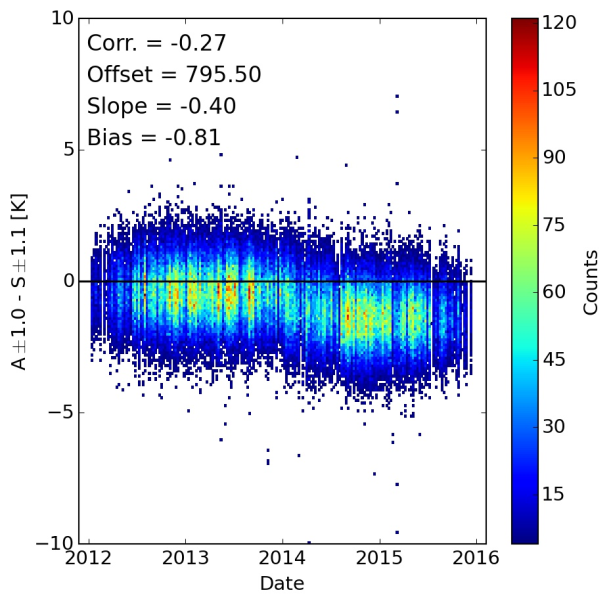 10
Corr. = -0.27
Offset = 795.50
Slope = -0.40
Bias = -0.81
5
0
−5
−10
A ± 1.0 - S ± 1.1 [K]
2012 2013 2014 2015 2016
Date
120
105
90
75
60
45
30
15
Counts